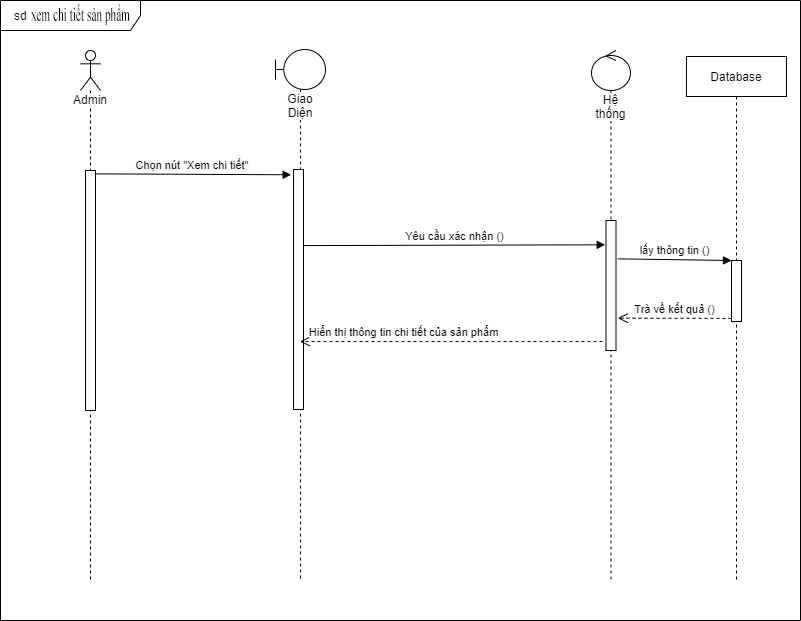 sd xem chi tiết sản phẩm
Admin
Giao
Diện
Hệ
thống
Database
Chọn nút "Xem chi tiết"
Yêu cầu xác nhận ()
lấy thông tin ()
Trà về kết quả ()
Hiển thị thông tin chi tiết của sản phẩm